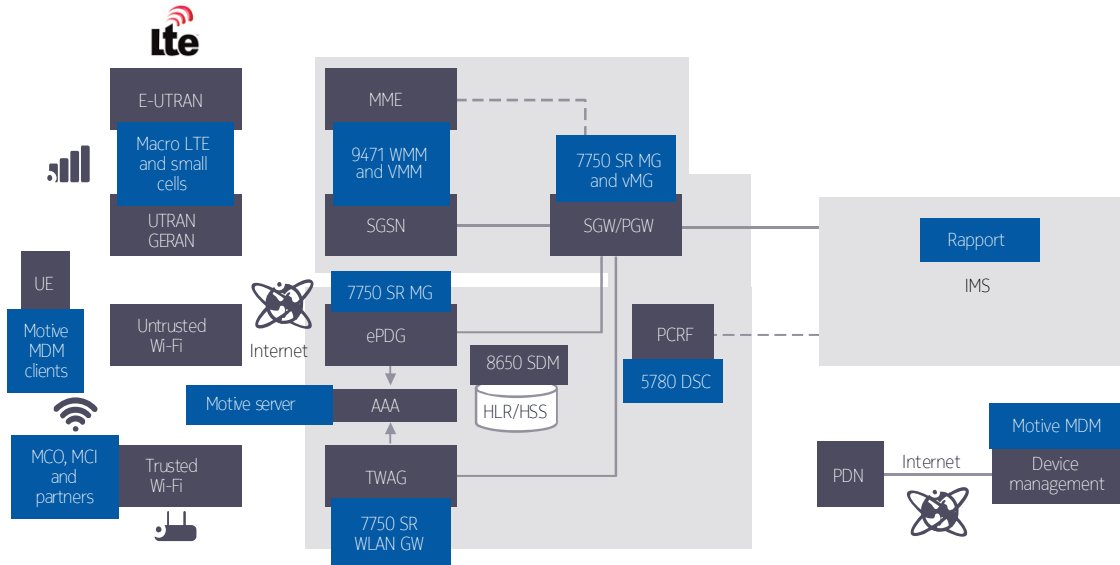 Lte
E-UTRAN
Macro LTE
and small
cells
UTRAN
GERAN
MME
9471 WMM
and VMM
SGSN
7750 SR MG
and vMG
SGW/PGW
Rapport
IMS
UE
Motive
MDM
clients
Untrusted
Wi-Fi
Internet
7750 SR MG
ePDG
8650 SDM
HLR/HSS
PCRF
5780 DSC
Motive server
AAA
MCO, MCI
and
partners
Trusted
Wi-Fi
TWAG
7750 SR
WLAN GW
PDN
Internet
Motive MDM
Device
management